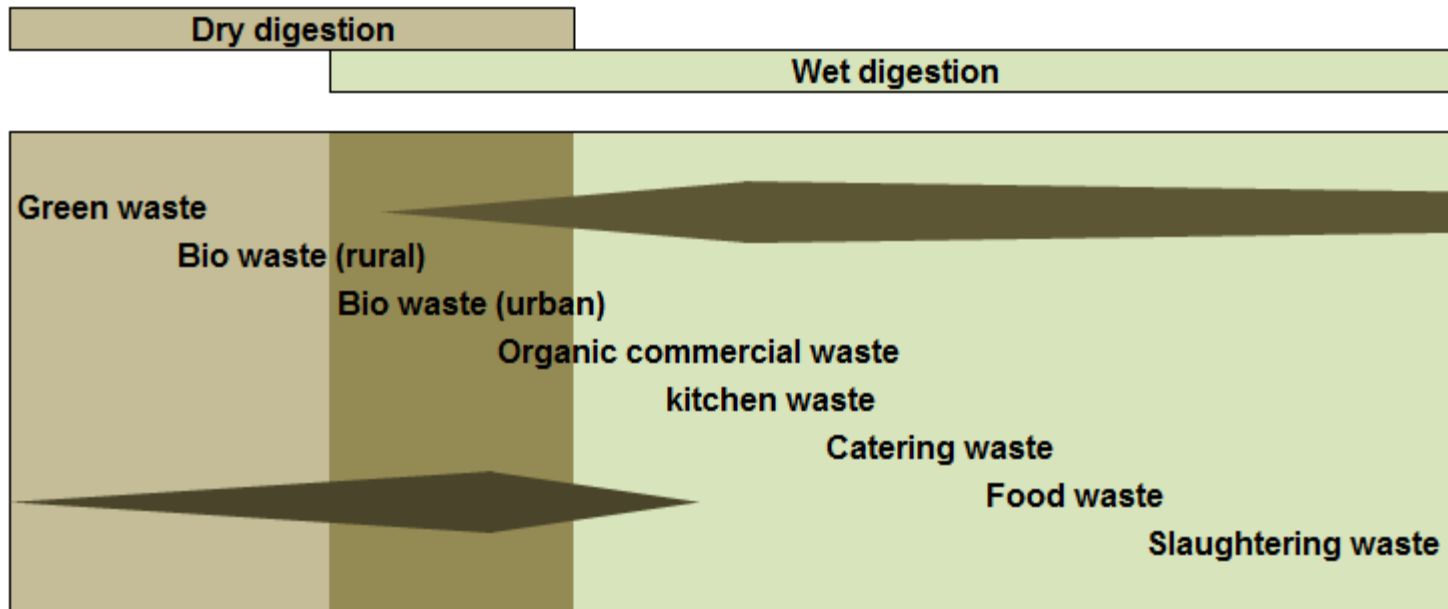 Dry digestion
Wet digestion
Green waste
Bio waste (rural)
Bio waste (urban)
Organic commercial waste
kitchen waste
Catering waste
Food waste
Slaughtering waste